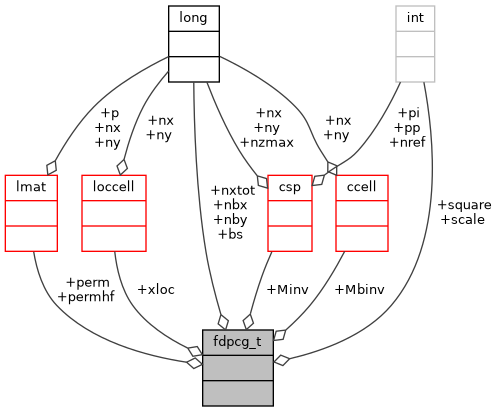 long
int
+p
+nx
+ny
+nx
+ny
+nx
+ny
+nzmax
+nx
+ny
+pi
+pp
+nref
lmat
loccell
csp
ccell
+nxtot
+nbx
+nby
+bs
+square
+scale
+perm
+permhf
+xloc
+Minv
+Mbinv
fdpcg_t